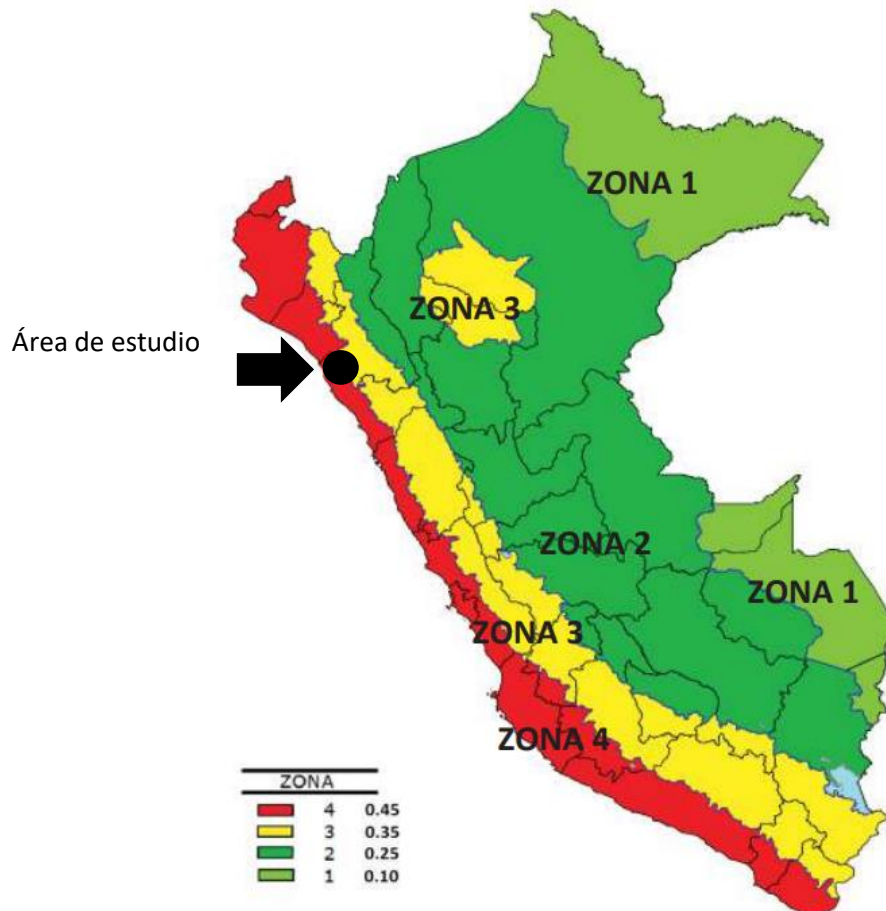 ZONA 1
ZONA 3
Área de estudio
ZONA 2
ZONA 1
ZONA 3
ZONA 4
ZONA
4 0.45
3 0.35
2 0.25
1 0.10